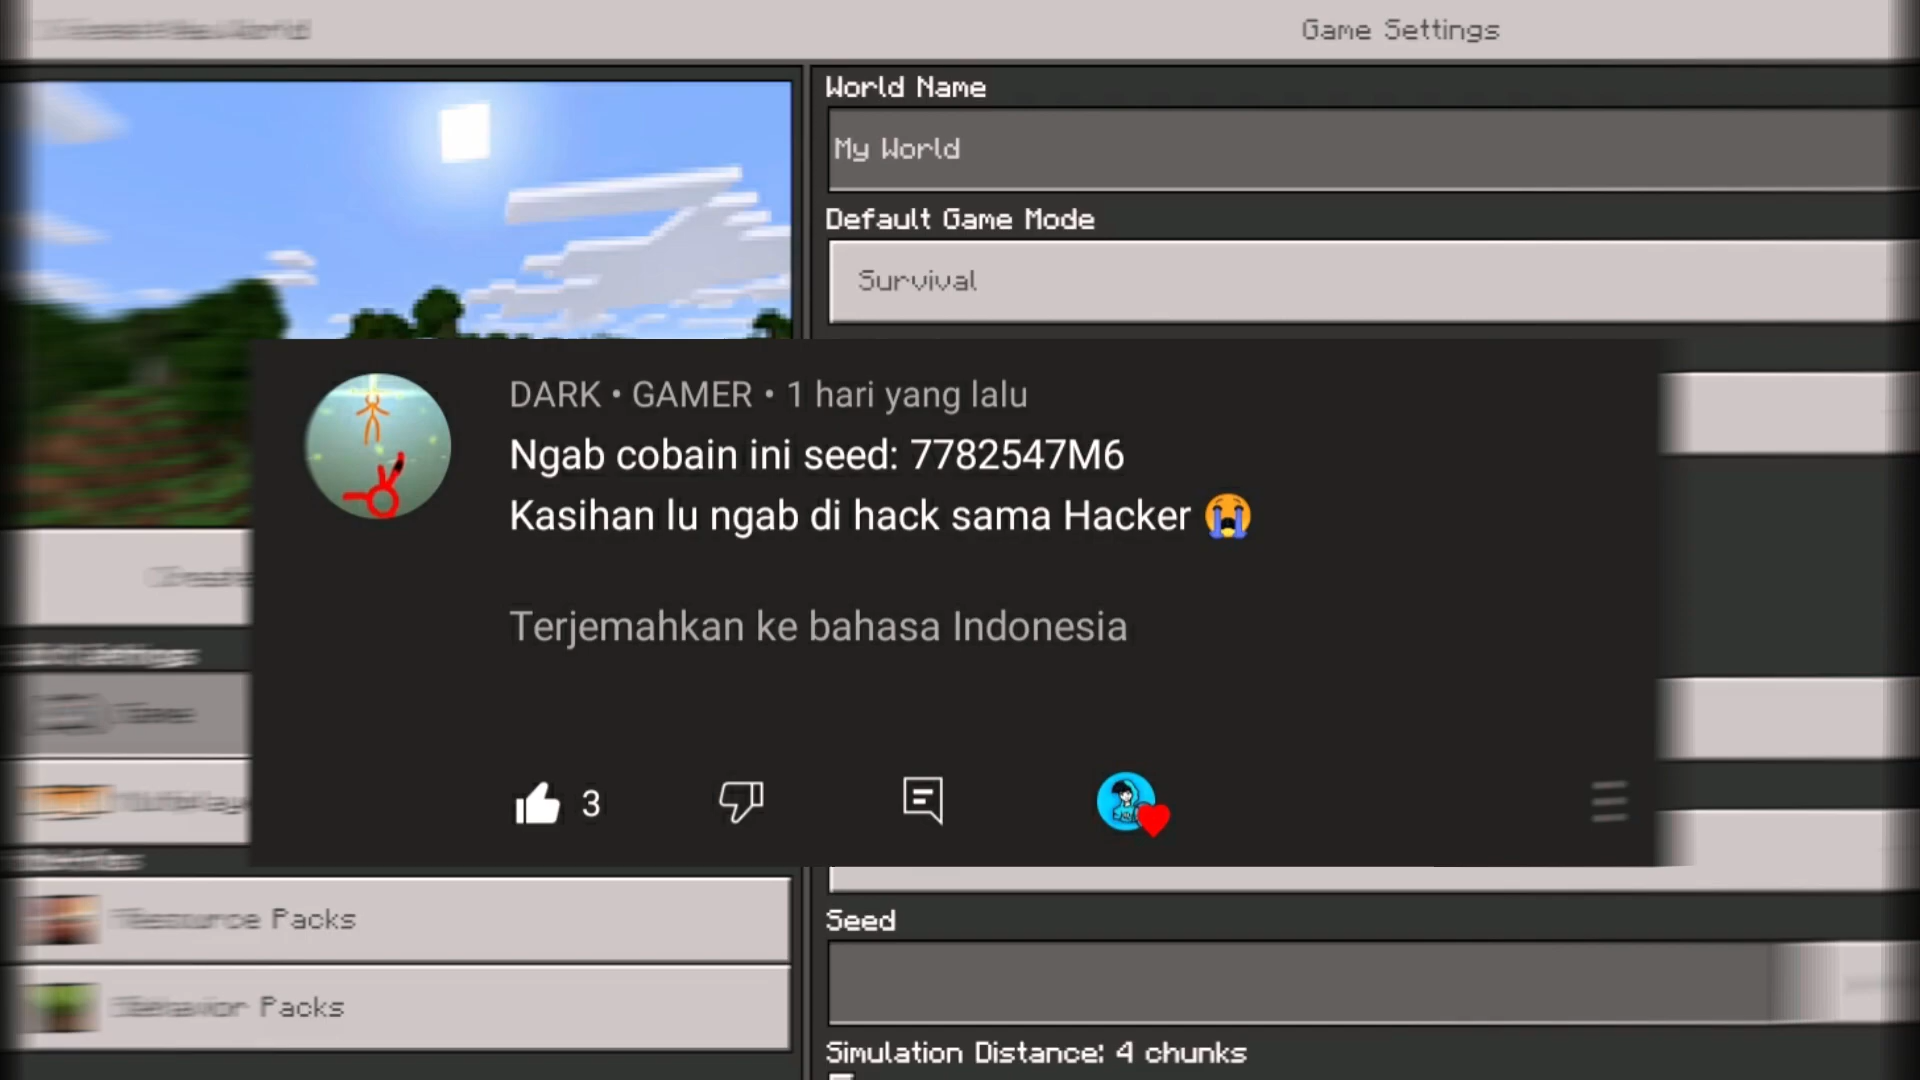 Game Settings
World Name
My World
Default Game Mode
Survival
DARK • GAMER • 1 hari yang lalu
Ngab cobain ini seed: 7782547M6
Kasihan lu ngab di hack sama Hacker 😭
Terjemahkan ke bahasa Indonesia
3
Resource Packs
Behavior Packs
Seed
Simulation Distance: 4 chunks